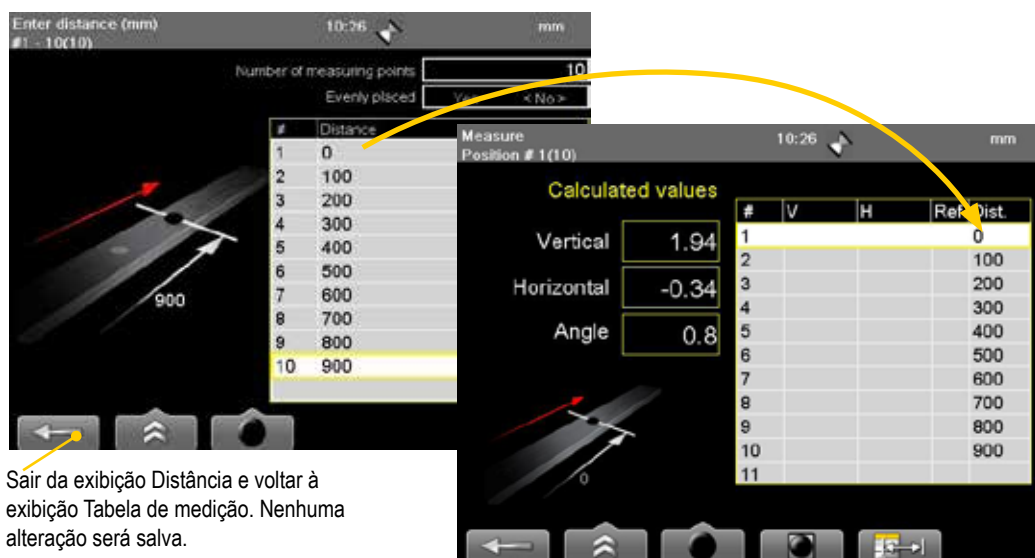 Enter distance (mm) 10:26 mm
#1 - 10(10)
Number of measuring points 10
Evenly placed Yes < No >
# Distance
1 0
2 100
3 200
4 300
5 400
6 500
7 600
8 700
9 800
10 900
900
Sair da exibição Distância e voltar à
exibição Tabela de medição. Nenhuma
alteração será salva.
Measure 10:26 mm
Position # 1(10)
Calculated values
Vertical 1.94
Horizontal -0.34
Angle 0.8
0
# V H Ref Dist.
1 0
2 100
3 200
4 300
5 400
6 500
7 600
8 700
9 800
10 900
11